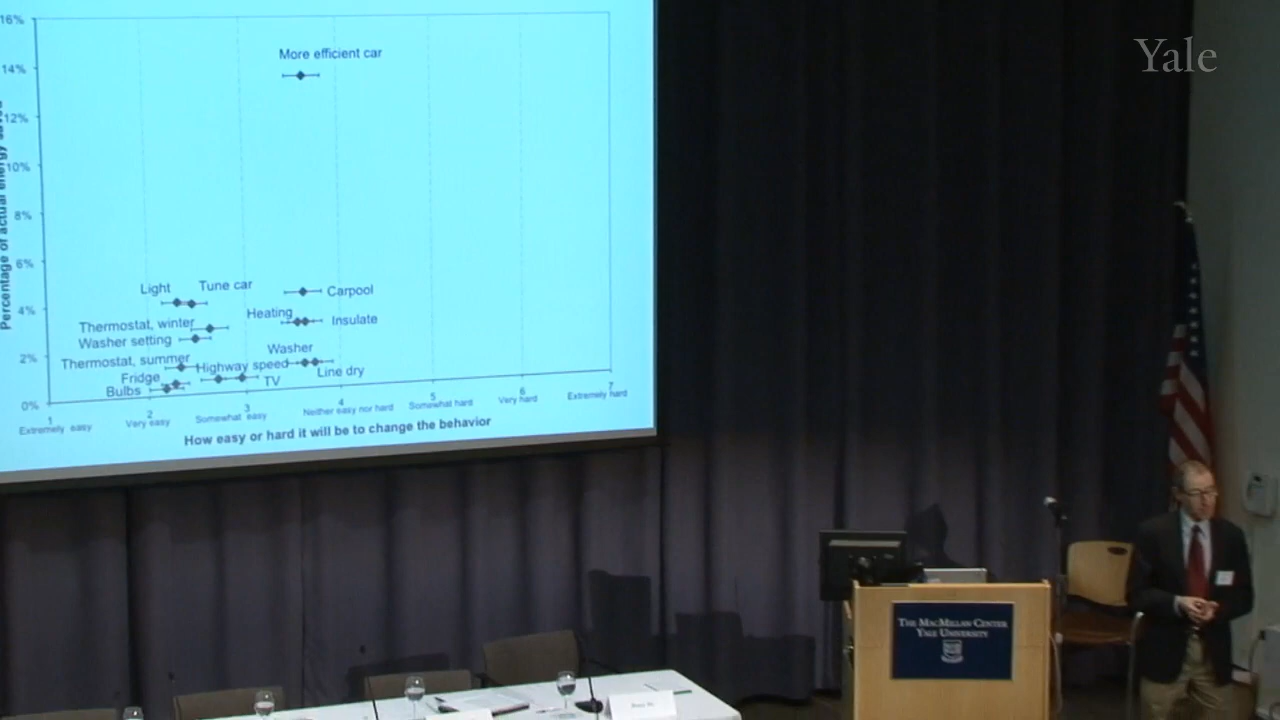 Yale
16%
14%
12%
10%
8%
6%
4%
2%
0%
Percentage of actual energy
More efficient car
Light
Tune car
Carpool
Heating
Thermostat, winter
Insulate
Washer setting
Washer
Thermostat, summer
Highway speed
Line dry
Fridge
TV
Bulbs
1
2
3
4
5
6
7
Extremely easy
Very easy
Somewhat easy
Neither easy nor hard
Somewhat hard
Very hard
Extremely hard
How easy or hard it will be to change the behavior
THE MACMILLAN CENTER
YALE UNIVERSITY